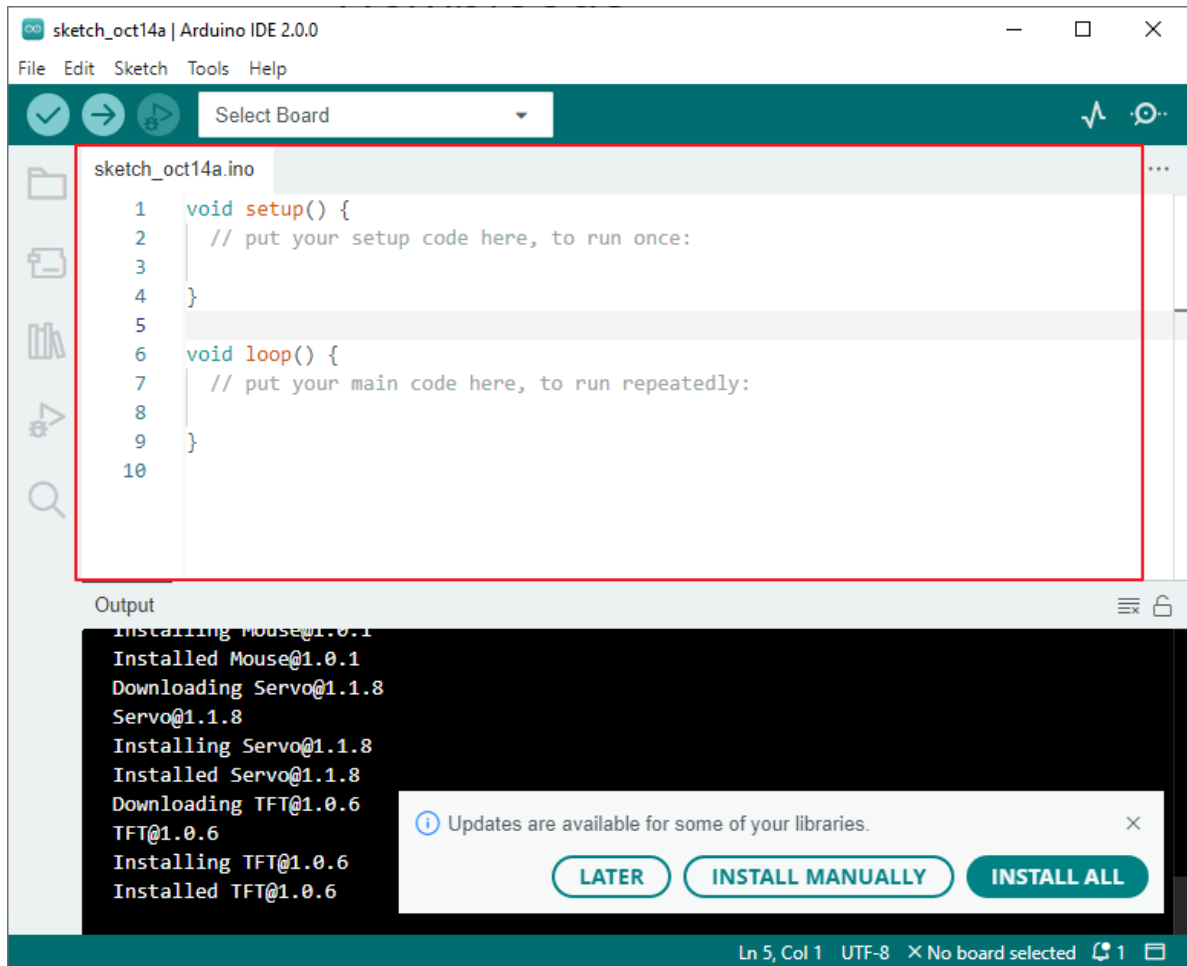 sketch_oct14a | Arduino IDE 2.0.0
File Edit Sketch Tools Help
Select Board
sketch_oct14a.ino
1 void setup() {
2 // put your setup code here, to run once:
3
4 }
5
6 void loop() {
7 // put your main code here, to run repeatedly:
8
9 }
10
Output
Installing Mouse@1.0.1
Installed Mouse@1.0.1
Downloading Servo@1.1.8
Servo@1.1.8
Installing Servo@1.1.8
Installed Servo@1.1.8
Downloading TFT@1.0.6
TFT@1.0.6
Installing TFT@1.0.6
Installed TFT@1.0.6
Updates are available for some of your libraries.
LATER INSTALL MANUALLY INSTALL ALL
Ln 5, Col 1 UTF-8 No board selected 1